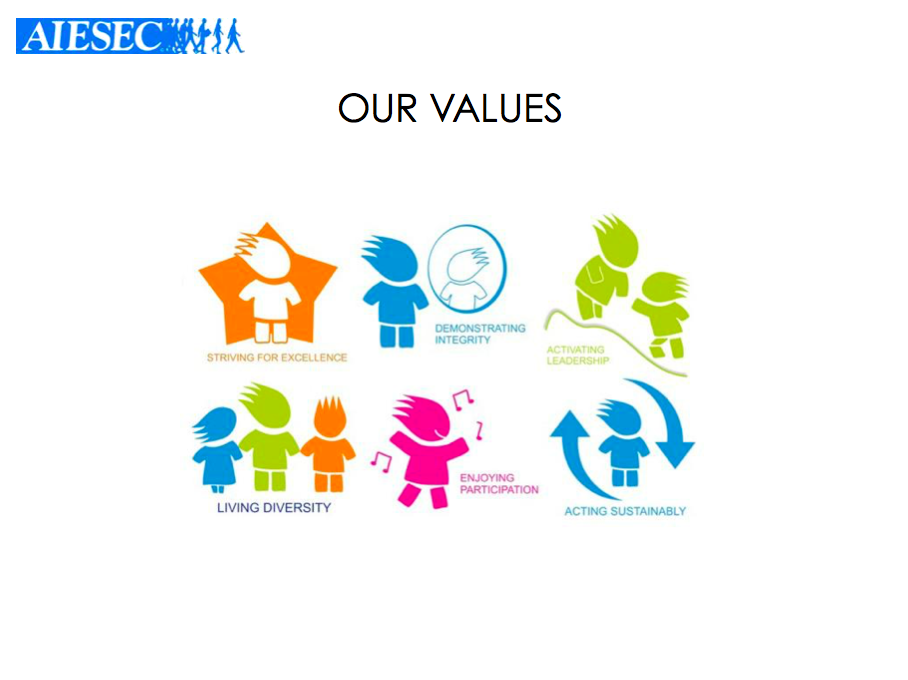 AIESEC
OUR VALUES
STRIVING FOR EXCELLENCE
DEMONSTRATING
INTEGRITY
ACTIVATING
LEADERSHIP
LIVING DIVERSITY
ENJOYING
PARTICIPATION
ACTING SUSTAINABLY